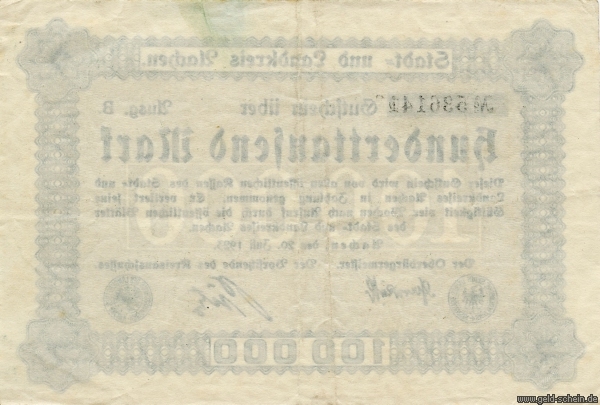 Stadt- und Landkreis Aachen.
Ausg. B Gutschein über № 536141
Hunderttausend Mark
Dieser Gutschein wird von allen öffentlichen Kassen des Stadt- und
Landkreises Aachen in Zahlung genommen. Er verliert seine
Gültigkeit vier Wochen nach Aufruf durch die öffentlichen Blätter
des Stadt- und Landkreises Aachen.
Aachen, den 20. Juli 1923.
Der Oberbürgermeister. Der Vorsitzende des Kreisausschusses
100 000
www.geld-schein.de